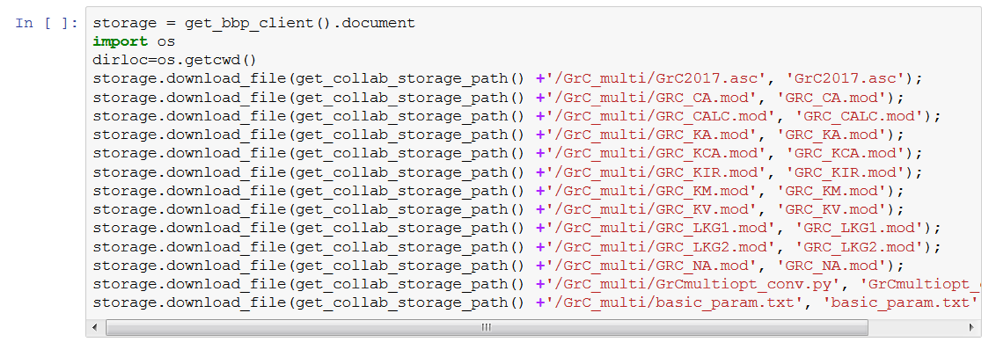 In [ ]: storage = get_bbp_client().document
import os
dirloc=os.getcwd()
storage.download_file(get_collab_storage_path() +'/GrC_multi/GrC2017.asc', 'GrC2017.asc');
storage.download_file(get_collab_storage_path() +'/GrC_multi/GRC_CA.mod', 'GRC_CA.mod');
storage.download_file(get_collab_storage_path() +'/GrC_multi/GRC_CALC.mod', 'GRC_CALC.mod');
storage.download_file(get_collab_storage_path() +'/GrC_multi/GRC_KA.mod', 'GRC_KA.mod');
storage.download_file(get_collab_storage_path() +'/GrC_multi/GRC_KCA.mod', 'GRC_KCA.mod');
storage.download_file(get_collab_storage_path() +'/GrC_multi/GRC_KIR.mod', 'GRC_KIR.mod');
storage.download_file(get_collab_storage_path() +'/GrC_multi/GRC_KM.mod', 'GRC_KM.mod');
storage.download_file(get_collab_storage_path() +'/GrC_multi/GRC_KV.mod', 'GRC_KV.mod');
storage.download_file(get_collab_storage_path() +'/GrC_multi/GRC_LKG1.mod', 'GRC_LKG1.mod');
storage.download_file(get_collab_storage_path() +'/GrC_multi/GRC_LKG2.mod', 'GRC_LKG2.mod');
storage.download_file(get_collab_storage_path() +'/GrC_multi/GRC_NA.mod', 'GRC_NA.mod');
storage.download_file(get_collab_storage_path() +'/GrC_multi/GrCmultiopt_conv.py', 'GrCmultiopt_
storage.download_file(get_collab_storage_path() +'/GrC_multi/basic_param.txt', 'basic_param.txt'